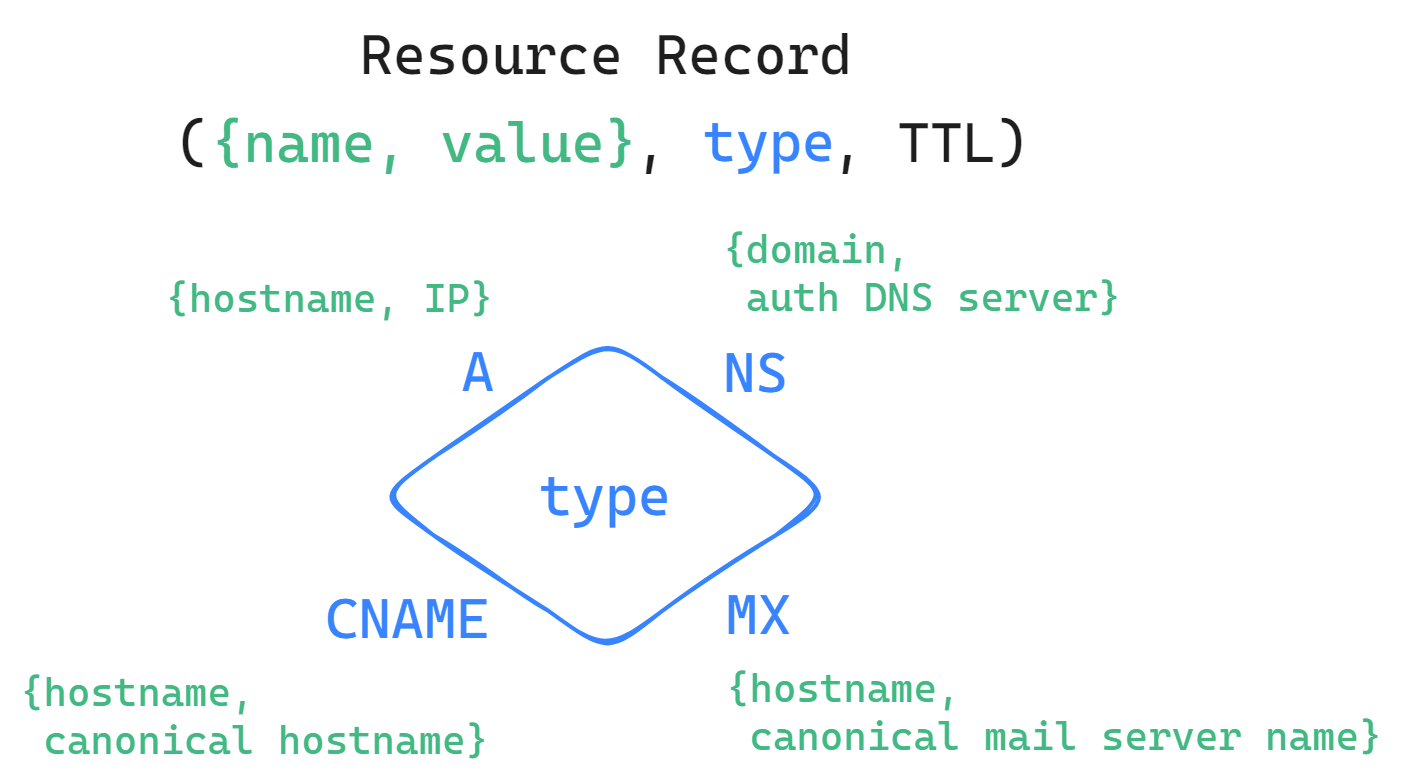 Resource Record
({name, value}, type, TTL)
{domain,
auth DNS server}
{hostname, IP}
A
NS
type
CNAME
MX
{hostname,
canonical hostname}
{hostname,
canonical mail server name}